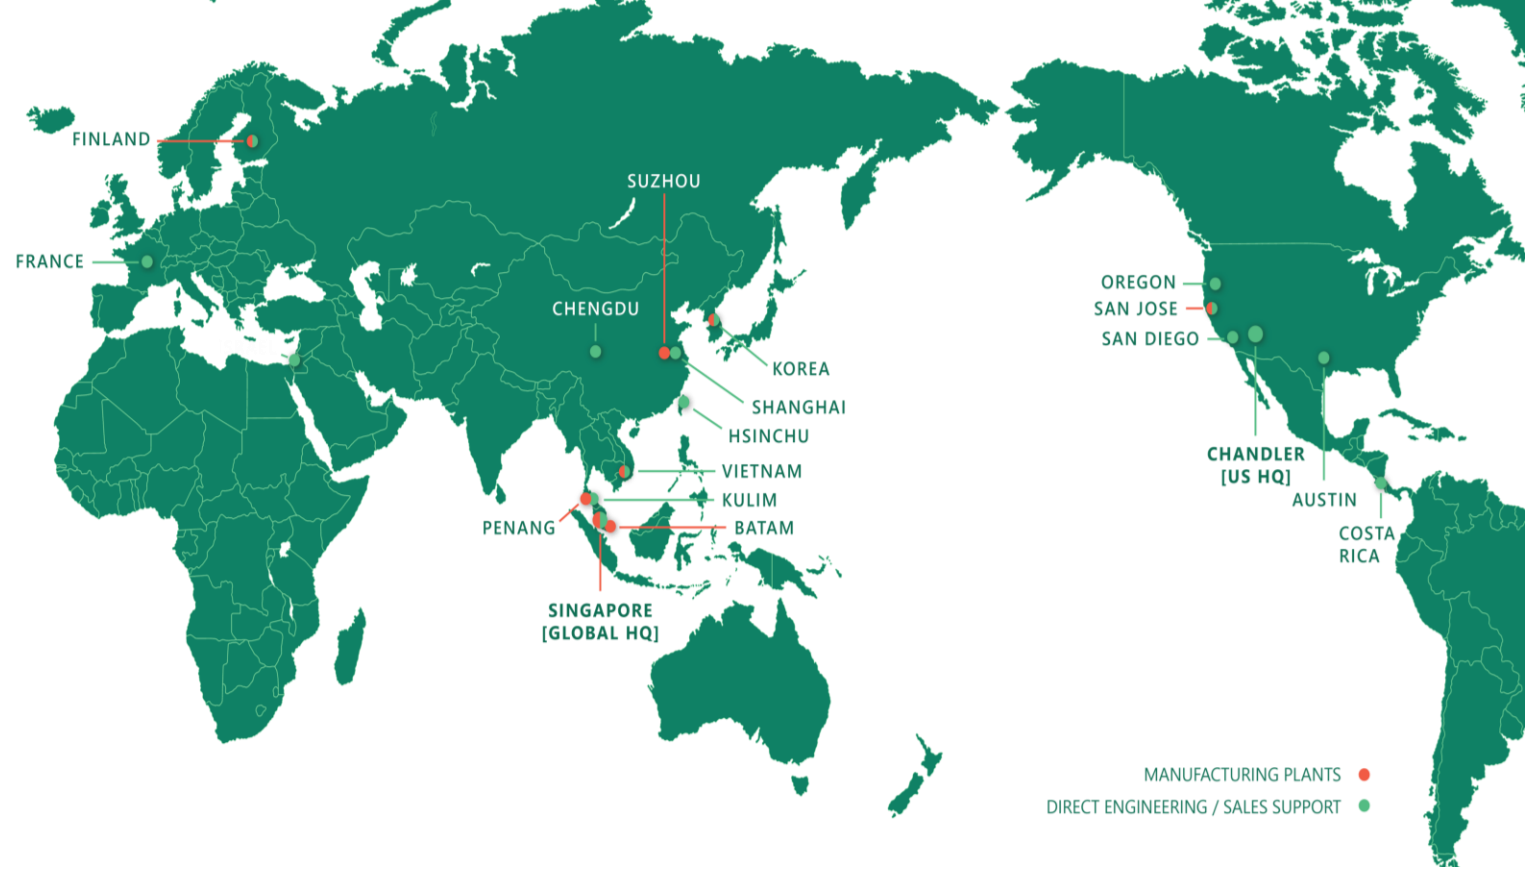 FINLAND
SUZHOU
FRANCE
CHENGDU
OREGON
SAN JOSE
SAN DIEGO
KOREA
SHANGHAI
HSINCHU
CHANDLER
[US HQ]
VIETNAM
KULIM
AUSTIN
PENANG
BATAM
COSTA
RICA
SINGAPORE
[GLOBAL HQ]
MANUFACTURING PLANTS
DIRECT ENGINEERING / SALES SUPPORT